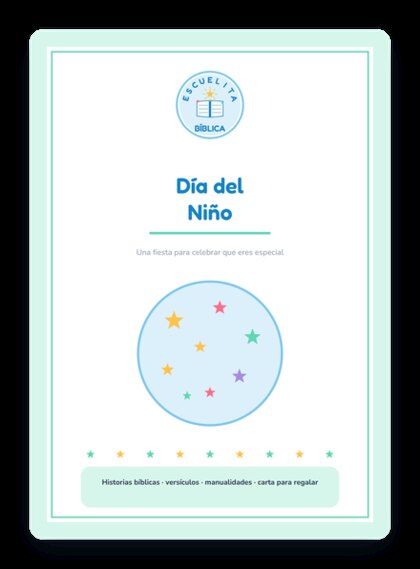 ESCUELITA
BÍBLICA
Día del
Niño
Una fiesta para celebrar que eres especial
Historias bíblicas · versículos · manualidades · carta para regalar